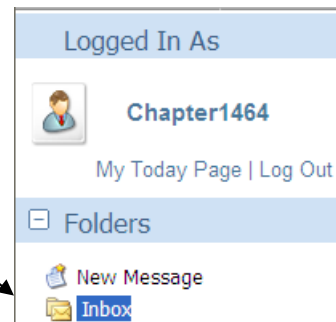 Logged In As
Chapter1464
My Today Page | Log Out
Folders
New Message
Inbox